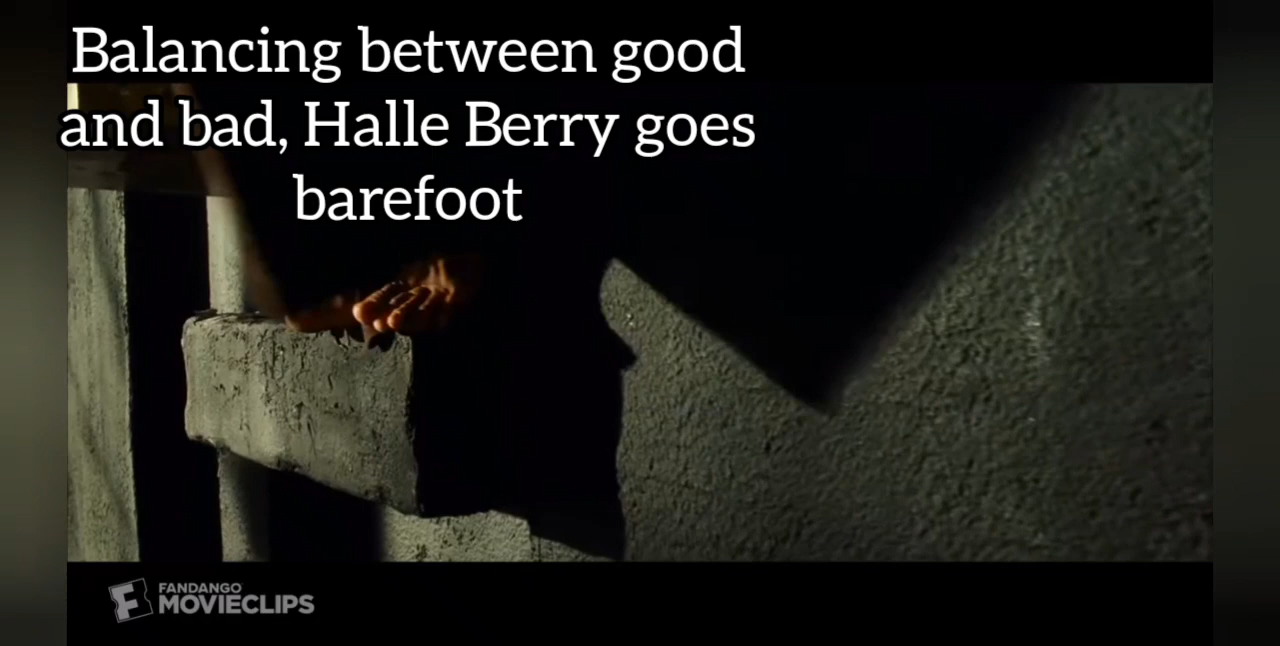 Balancing between good
and bad, Halle Berry goes
barefoot
FANDANGO
MOVIECLIPS